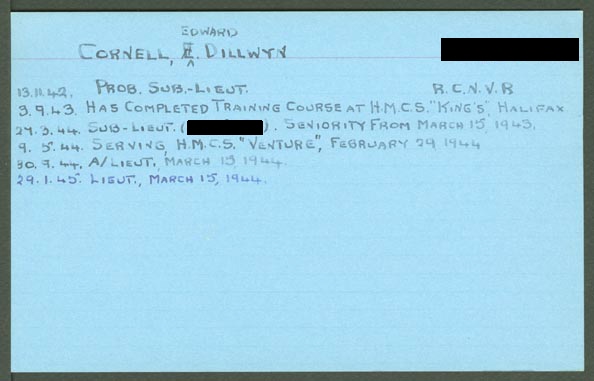 EDWARD
CORNELL, E. DILLWYN
13.11.42. PROB. SUB.-LIEUT. R.C.N.V.R
3.9.43. HAS COMPLETED TRAINING COURSE AT H.M.C.S. "KING'S", HALIFAX
27.3.44. SUB-LIEUT. ( ). SENIORITY FROM MARCH 15, 1943.
9.5.44. SERVING, H.M.C.S. "VENTURE", FEBRUARY 29 1944
30.9.44. A/LIEUT., MARCH 15 1944.
29.1.45. LIEUT., MARCH 15, 1944.